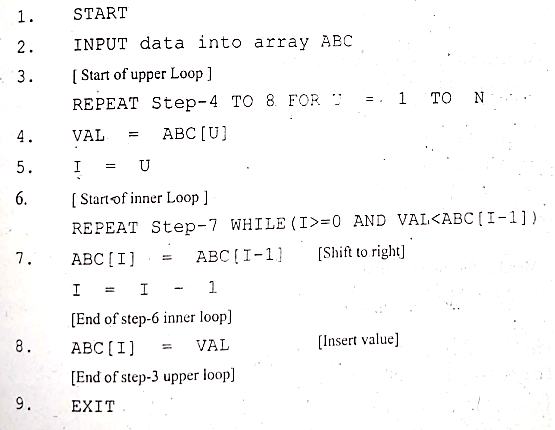 1. START
2. INPUT data into array ABC
3. [ Start of upper Loop ]
REPEAT Step-4 TO 8 FOR U = 1 TO N
4. VAL = ABC[U]
5. I = U
6. [ Start of inner Loop ]
REPEAT Step-7 WHILE(I>=0 AND VAL<ABC[I-1])
7. ABC[I] = ABC[I-1] [Shift to right]
I = I - 1
[End of step-6 inner loop]
8. ABC[I] = VAL [Insert value]
[End of step-3 upper loop]
9. EXIT